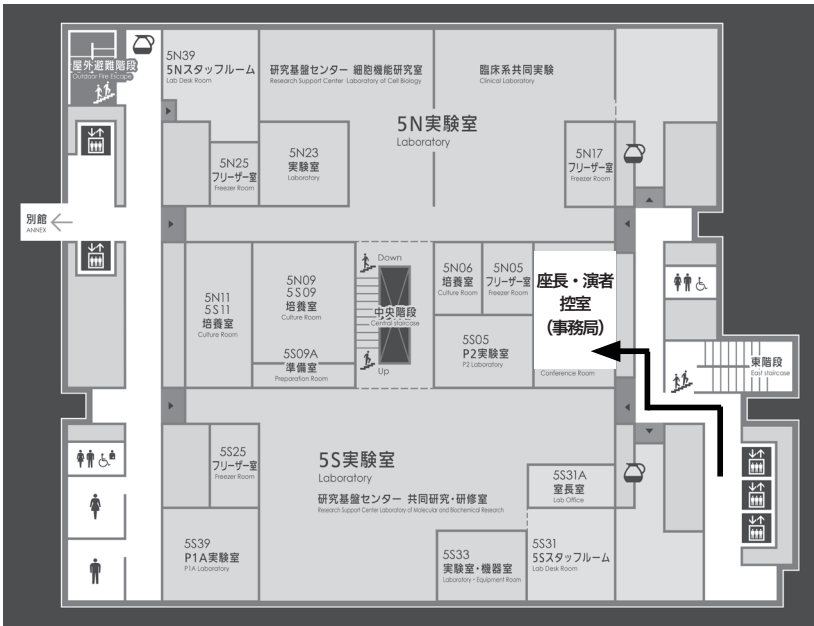 屋外避難階段
Outdoor Fire Escape
5N39
5Nスタッフルーム
Lab Desk Room
研究基盤センター 細胞機能研究室
Research Support Center Laboratory of Cell Biology
臨床系共同実験
Clinical Laboratory
5N実験室
Laboratory
5N25
フリーザー室
Freezer Room
5N23
実験室
Laboratory
5N17
フリーザー室
Freezer Room
別館
ANNEX
5N11
5S11
培養室
Culture Room
5N09
5S09
培養室
Culture Room
5S09A
準備室
Preparation Room
Down
中央階段
Central staircase
Up
5N06
培養室
Culture Room
5N05
フリーザー室
Freezer Room
座長・演者
控室
(事務局)
Conference Room
5S05
P2実験室
P2 Laboratory
東階段
East staircase
5S25
フリーザー室
Freezer Room
5S実験室
Laboratory
研究基盤センター 共同研究・研修室
Research Support Center Laboratory of Molecular and Biochemical Research
5S31A
室長室
Lab Office
5S39
P1A実験室
P1A Laboratory
5S33
実験室・機器室
Laboratory・Equipment Room
5S31
5Sスタッフルーム
Lab Desk Room